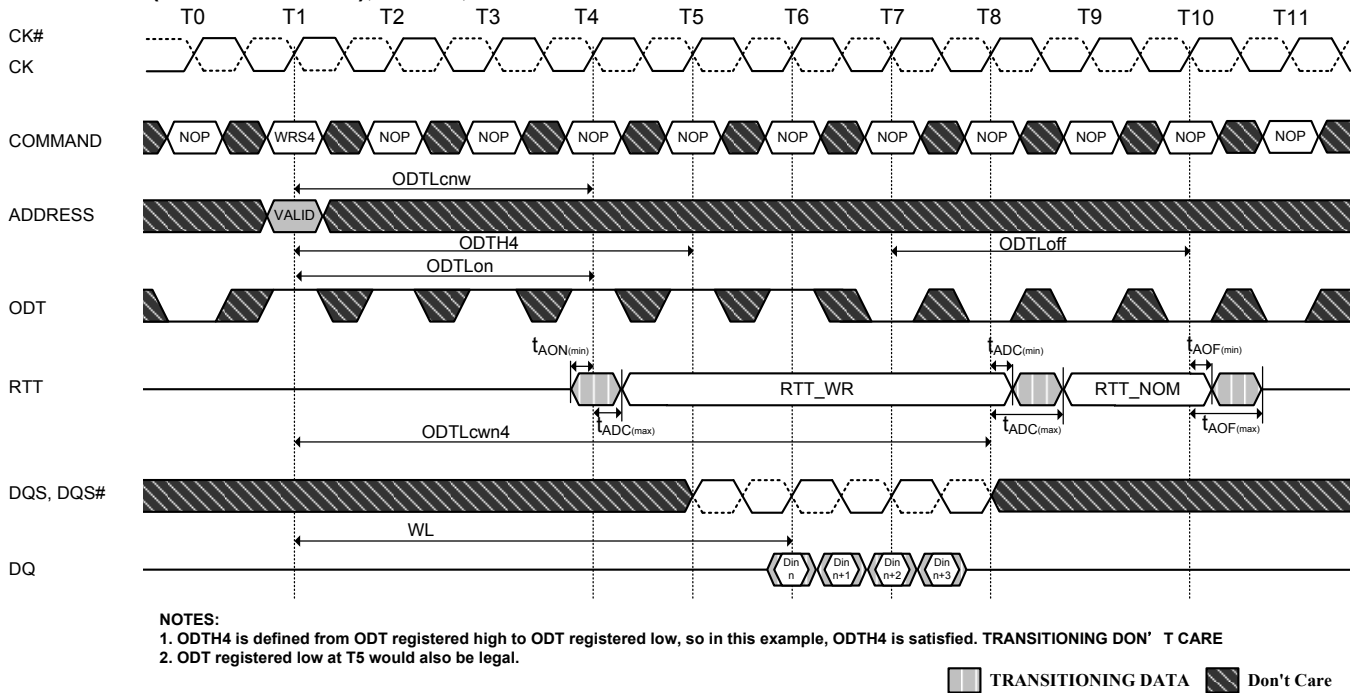 T0 T1 T2 T3 T4 T5 T6 T7 T8 T9 T10 T11
CK#
CK
COMMAND NOP WRS4 NOP NOP NOP NOP NOP NOP NOP NOP NOP NOP
ODTLcnw
ADDRESS VALID
ODTH4 ODTLoff
ODTLon
ODT
tAON(min) tADC(min) tAOF(min)
RTT RTT_WR RTT_NOM
tADC(max) tADC(max) tAOF(max)
ODTLcwn4
DQS, DQS#
WL
DQ Din n Din n+1 Din n+2 Din n+3
NOTES:
1. ODTH4 is defined from ODT registered high to ODT registered low, so in this example, ODTH4 is satisfied. TRANSITIONING DON' T CARE
2. ODT registered low at T5 would also be legal.
TRANSITIONING DATA Don't Care